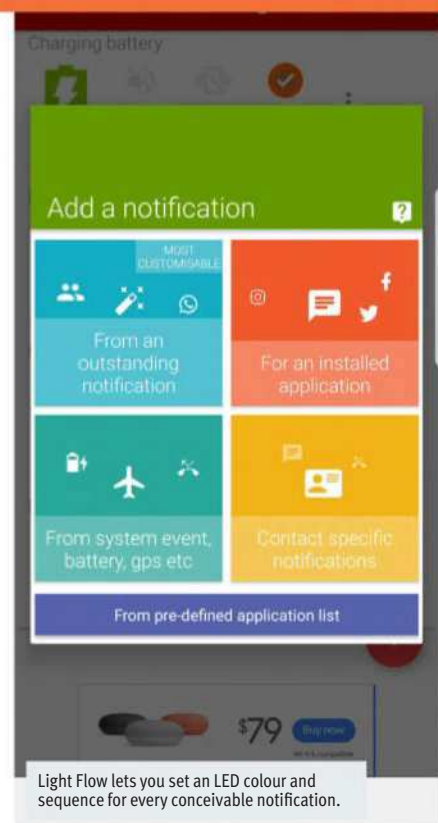 Charging battery
Add a notification
?
MOST
CUSTOMISABLE
From an
outstanding
notification
For an installed
application
From system event,
battery, gps etc
Contact specific
notifications
From pre-defined application list
$79
Buy now
Light Flow lets you set an LED colour and
sequence for every conceivable notification.